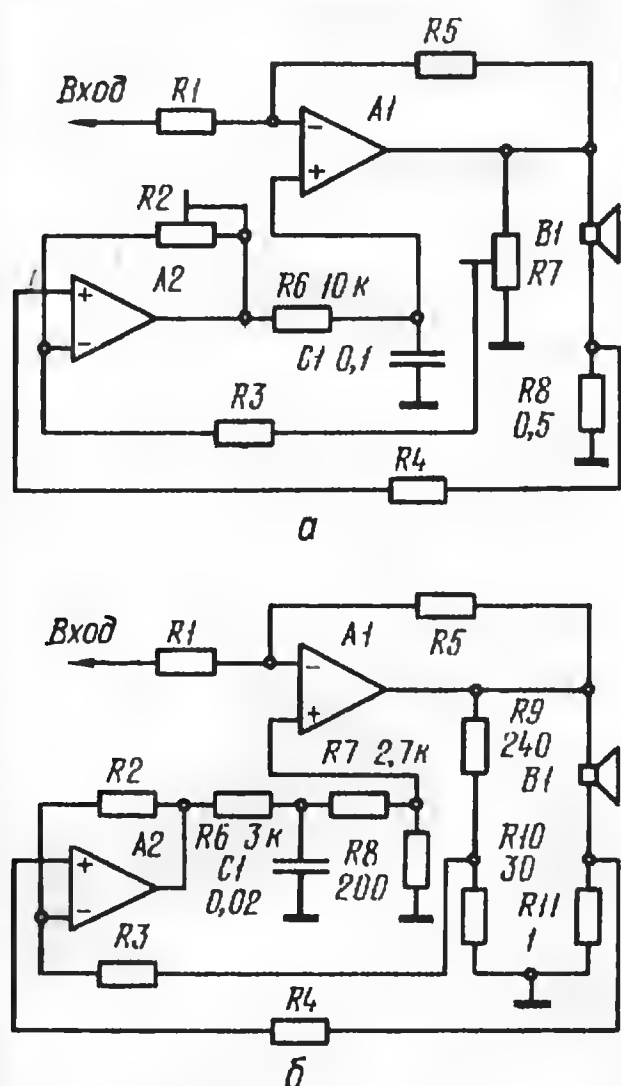 R5
Вход R1 A1
R2
B1
R7
A2
R6 10 к
C1 0,1
R3
R8
0,5
R4
а
R5
Вход R1 A1
R9
240
R7 2,7к
B1
R2
A2
R6 3 к
C1
0,02
R8
200
R10
30
R11
1
R3
R4
б